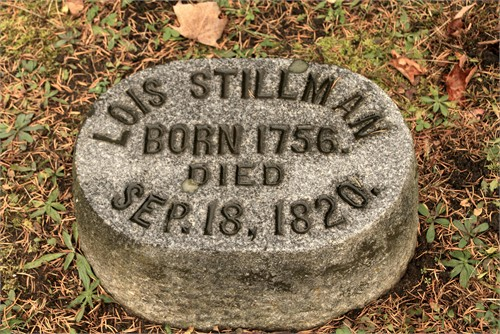 LOIS STILLMAN
BORN 1756.
DIED
SEP. 18, 1820.